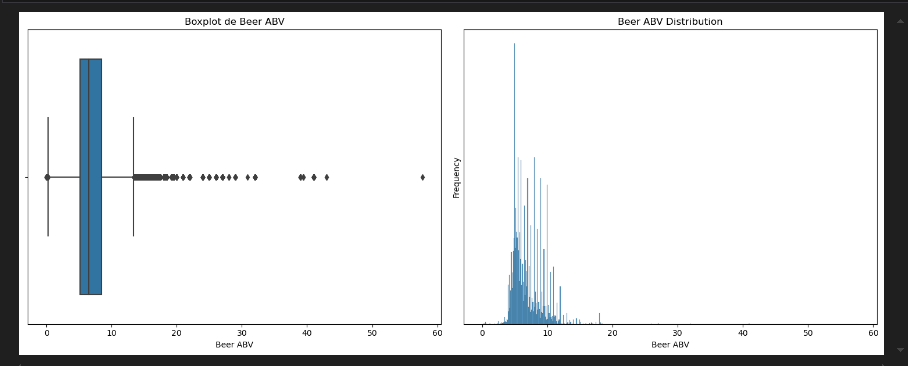 Boxplot de Beer ABV
0 10 20 30 40 50 60
Beer ABV
Beer ABV Distribution
Frequency
0 10 20 30 40 50 60
Beer ABV